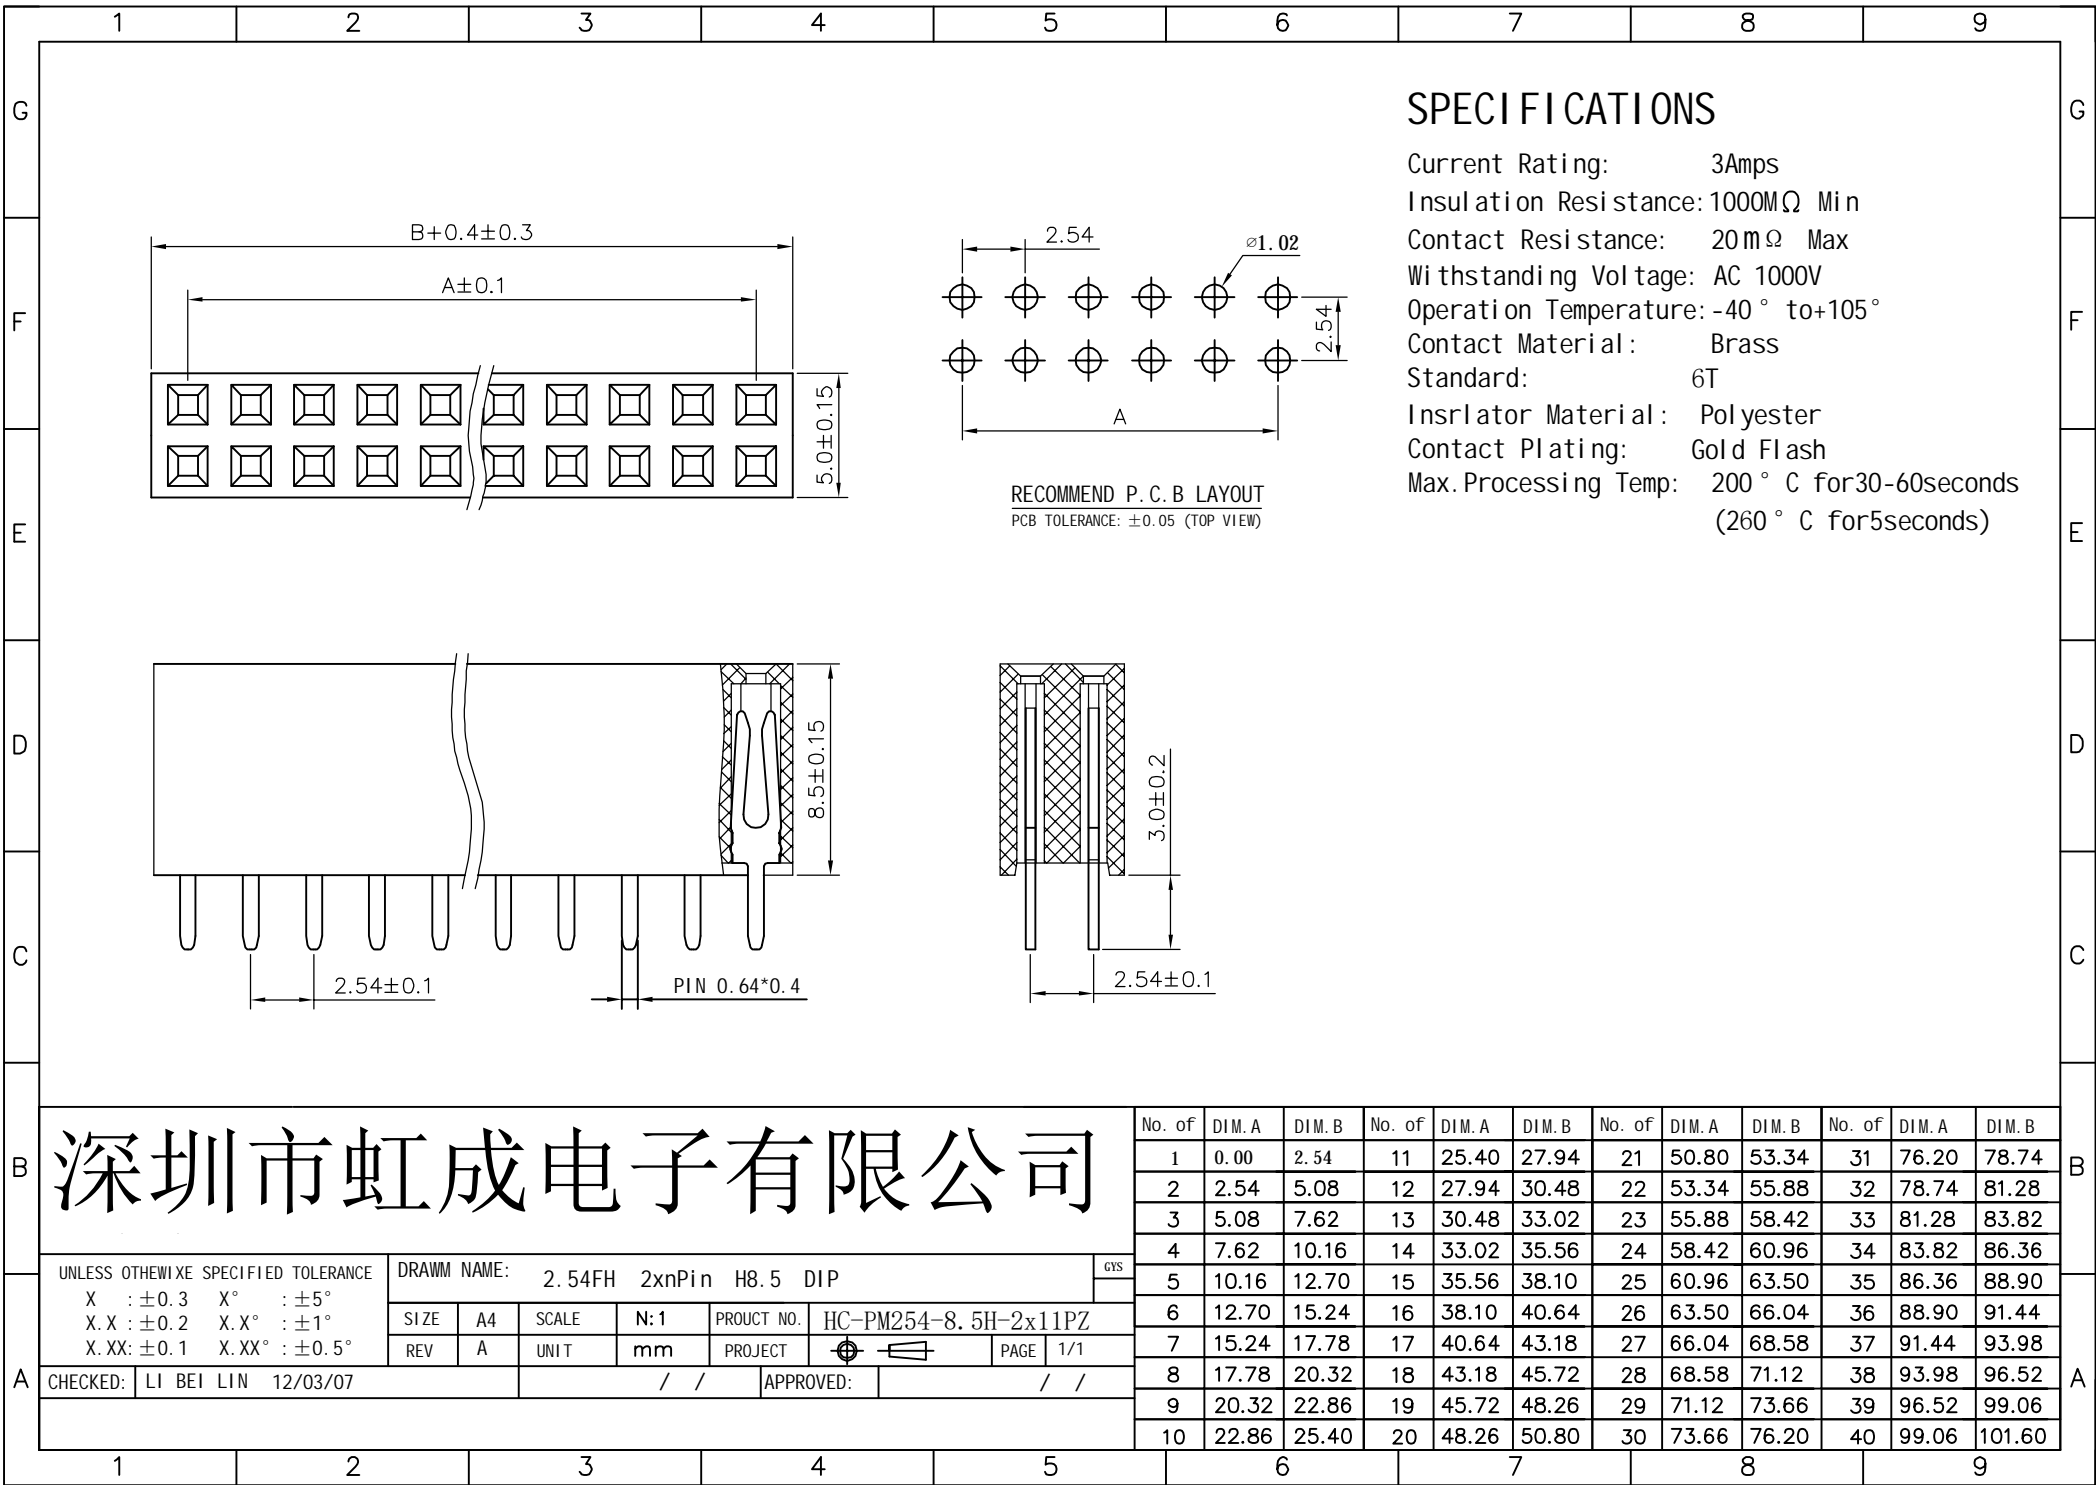 1 2 3 4 5 6 7 8 9
G G
F F
E E
D D
C C
B B
A A
SPECIFICATIONS
Current Rating: 3Amps
Insulation Resistance: 1000MΩ Min
Contact Resistance: 20mΩ Max
Withstanding Voltage: AC 1000V
Operation Temperature: -40° to+105°
Contact Material: Brass
Standard: 6T
Insrlator Material: Polyester
Contact Plating: Gold Flash
Max.Processing Temp: 200° C for30-60seconds
(260° C for5seconds)
B+0.4±0.3
A±0.1
5.0±0.15
2.54
⌀1.02
2.54
A
RECOMMEND P.C.B LAYOUT
PCB TOLERANCE: ±0.05 (TOP VIEW)
8.5±0.15
2.54±0.1
PIN 0.64*0.4
3.0±0.2
2.54±0.1
深圳市虹成电子有限公司
UNLESS OTHEWIXE SPECIFIED TOLERANCE
X :±0.3 X° :±5°
X.X :±0.2 X.X° :±1°
X.XX: ±0.1 X.XX° :±0.5°
DRAWM NAME: 2.54FH 2xnPin H8.5 DIP
GYS
SIZE A4 SCALE N:1 PROUCT NO. HC-PM254-8.5H-2x11PZ
REV A UNIT mm PROJECT PAGE 1/1
CHECKED: LI BEI LIN 12/03/07 / / APPROVED: / /
No. of DIM.A DIM.B No. of DIM.A DIM.B No. of DIM.A DIM.B No. of DIM.A DIM.B
1 0.00 2.54 11 25.40 27.94 21 50.80 53.34 31 76.20 78.74
2 2.54 5.08 12 27.94 30.48 22 53.34 55.88 32 78.74 81.28
3 5.08 7.62 13 30.48 33.02 23 55.88 58.42 33 81.28 83.82
4 7.62 10.16 14 33.02 35.56 24 58.42 60.96 34 83.82 86.36
5 10.16 12.70 15 35.56 38.10 25 60.96 63.50 35 86.36 88.90
6 12.70 15.24 16 38.10 40.64 26 63.50 66.04 36 88.90 91.44
7 15.24 17.78 17 40.64 43.18 27 66.04 68.58 37 91.44 93.98
8 17.78 20.32 18 43.18 45.72 28 68.58 71.12 38 93.98 96.52
9 20.32 22.86 19 45.72 48.26 29 71.12 73.66 39 96.52 99.06
10 22.86 25.40 20 48.26 50.80 30 73.66 76.20 40 99.06 101.60
1 2 3 4 5 6 7 8 9